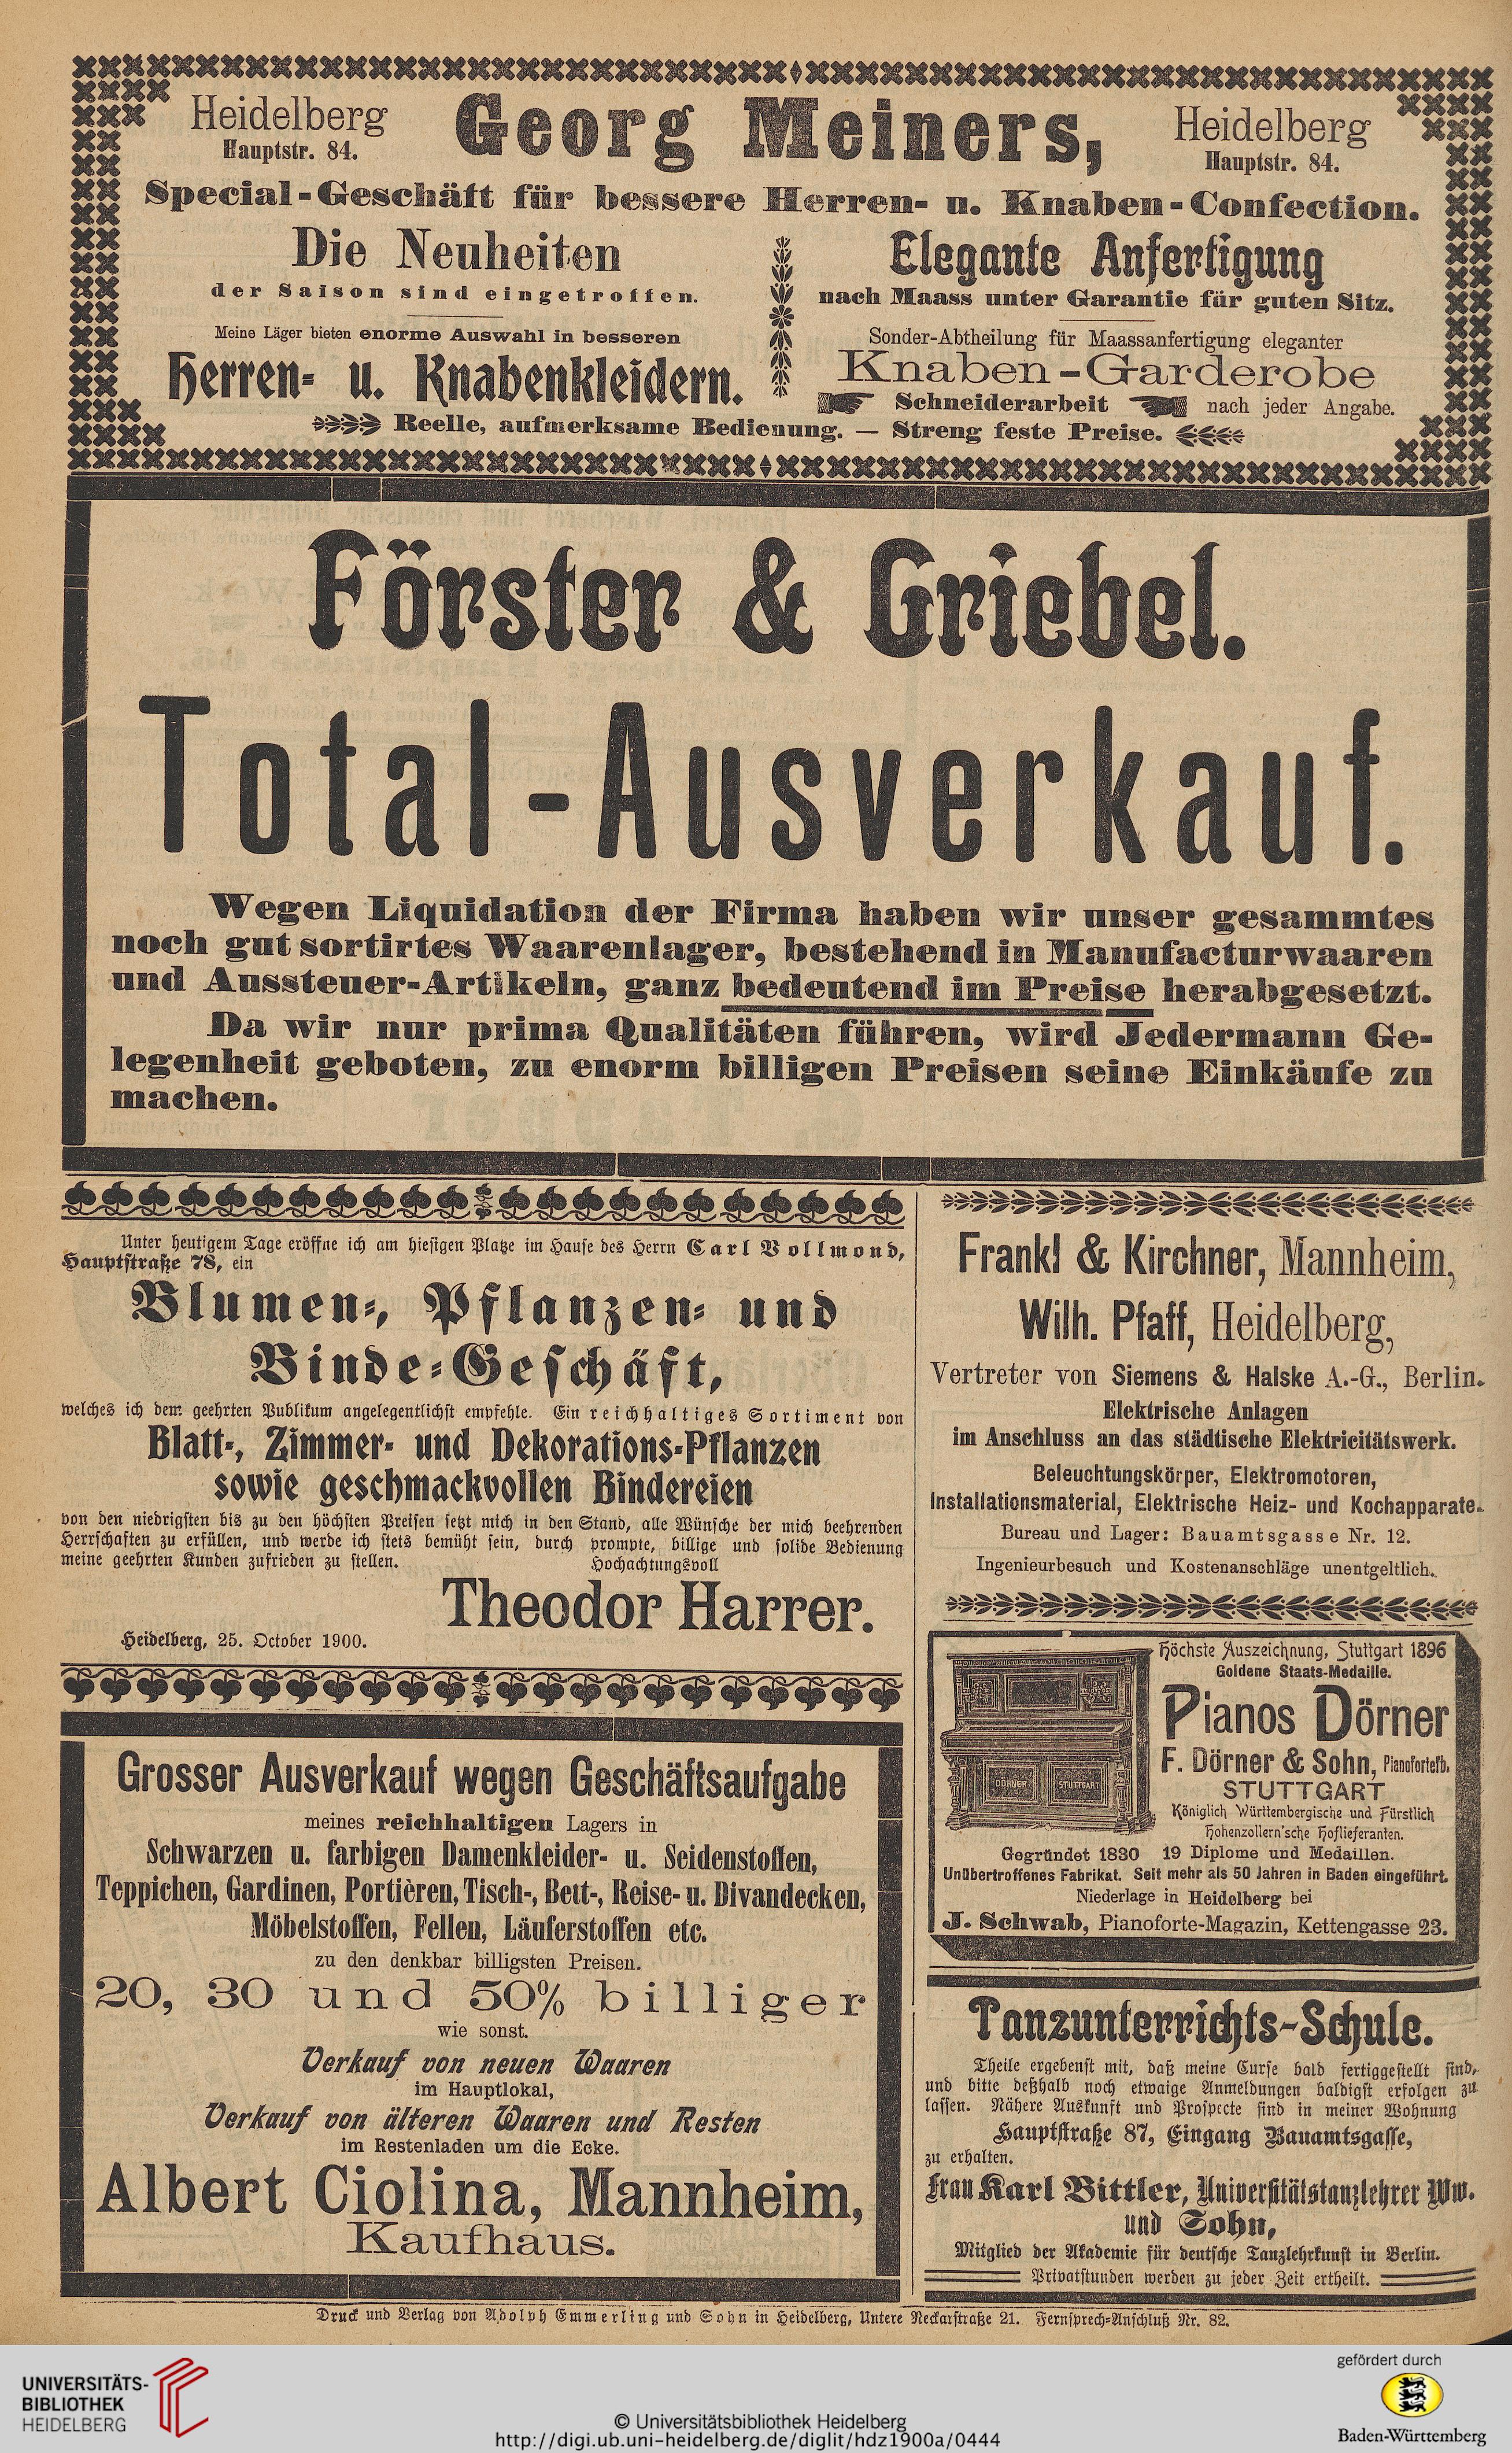 Heidelberg
Hauptstr. 84.
Georg Meiners,
Heidelberg
Hauptstr. 84.
Special-Geschäft für bessere Herren- u. Knaben-Confection.
Die Neuheiten
der Saison sind eingetroffen.
Meine Läger bieten enorme Auswahl in besseren
Herren- u. Knabenkleidern.
Elegante Anfertigung
nach Maass unter Garantie für guten Sitz.
Sonder-Abtheilung für Maassanfertigung eleganter
Knaben-Garderobe
Schneiderarbeit nach jeder Angabe.
Reelle, aufmerksame Bedienung. — Streng feste Preise.
Förster & Griebel.
Total-Ausverkauf.
Wegen Liquidation der Firma haben wir unser gesammtes
noch gut sortirtes Waarenlager, bestehend in Manufacturwaaren
und Aussteuer-Artikeln, ganz bedeutend im Preise herabgesetzt.
Da wir nur prima Qualitäten führen, wird Jedermann Ge-
legenheit geboten, zu enorm billigen Preisen seine Einkäufe zu
machen.
Unter heutigem Tage eröffne ich am hiesigen Platze im Hause des Herrn Carl Vollmond,
Hauptstraße 78, ein
Blumen-, Pflanzen- und
Binde-Geschäft,
welches ich dem geehrten Publikum angelegentlichst empfehle. Ein reichhaltiges Sortiment von
Blatt-, Zimmer- und Dekorations-Pflanzen
sowie geschmackvollen Bindereien
von den niedrigsten bis zu den höchsten Preisen setzt mich in den Stand, alle Wünsche der mich beehrenden
Herrschaften zu erfüllen, und werde ich stets bemüht sein, durch prompte, billige und solide Bedienung
meine geehrten Kunden zufrieden zu stellen. Hochachtungsvoll
Theodor Harrer.
Heidelberg, 25. October 1900.
Grosser Ausverkauf wegen Geschäftsaufgabe
meines reichhaltigen Lagers in
Schwarzen u. farbigen Damenkleider- u. Seidenstoffen,
Teppichen, Gardinen, Portièren, Tisch-, Bett-, Reise- u. Divandecken,
Möbelstoffen, Fellen, Läuferstoffen etc.
zu den denkbar billigsten Preisen.
20, 30 und 50% billiger
wie sonst.
Verkauf von neuen Waaren
im Hauptlokal,
Verkauf von älteren Waaren und Resten
im Restenladen um die Ecke.
Albert Ciolina, Mannheim,
Kaufhaus.
Frankl & Kirchner, Mannheim,
Wilh. Pfaff, Heidelberg,
Vertreter von Siemens & Halske A.-G., Berlin.
Elektrische Anlagen
im Anschluss an das städtische Elektricitätswerk.
Beleuchtungskörper, Elektromotoren,
Installationsmaterial, Elektrische Heiz- und Kochapparate.
Bureau und Lager: Bauamtsgasse Nr. 12.
Ingenieurbesuch und Kostenanschläge unentgeltlich.
Höchste Auszeichnung, Stuttgart 1896
Goldene Staats-Medaille.
Pianos Dörner
F. Dörner & Sohn, Pianofortefb.
STUTTGART
Königlich Württembergische und Fürstlich
Hohenzollern'sche Hoflieferanten.
DÖRNER STUTTGART
Gegründet 1830 19 Diplome und Medaillen.
Unübertroffenes Fabrikat. Seit mehr als 50 Jahren in Baden eingeführt.
Niederlage in Heidelberg bei
J. Schwab, Pianoforte-Magazin, Kettengasse 23.
Tanzunterrichts-Schule.
Theile ergebenst mit, daß meine Curse bald fertiggestellt sind,
und bitte deßhalb noch etwaige Anmeldungen baldigst erfolgen zu
lassen. Nähere Auskunft und Prospecte sind in meiner Wohnung
Hauptstraße 87, Eingang Bauamtsgasse,
zu erhalten.
Frau Karl Bittler, Universitätstanzlehrer Ww.
und Sohn,
Mitglied der Akademie für deutsche Tanzlehrkunst in Berlin.
Privatstunden werden zu jeder Zeit ertheilt.
Druck und Verlag von Adolph Emmerling und Sohn in Heidelberg, Untere Neckarstraße 21. Fernsprech-Anschluß Nr. 82.
UNIVERSITÄTS-
BIBLIOTHEK
HEIDELBERG
© Universitätsbibliothek Heidelberg
http://digi.ub.uni-heidelberg.de/diglit/hdz1900a/0444
gefördert durch
Baden-Württemberg